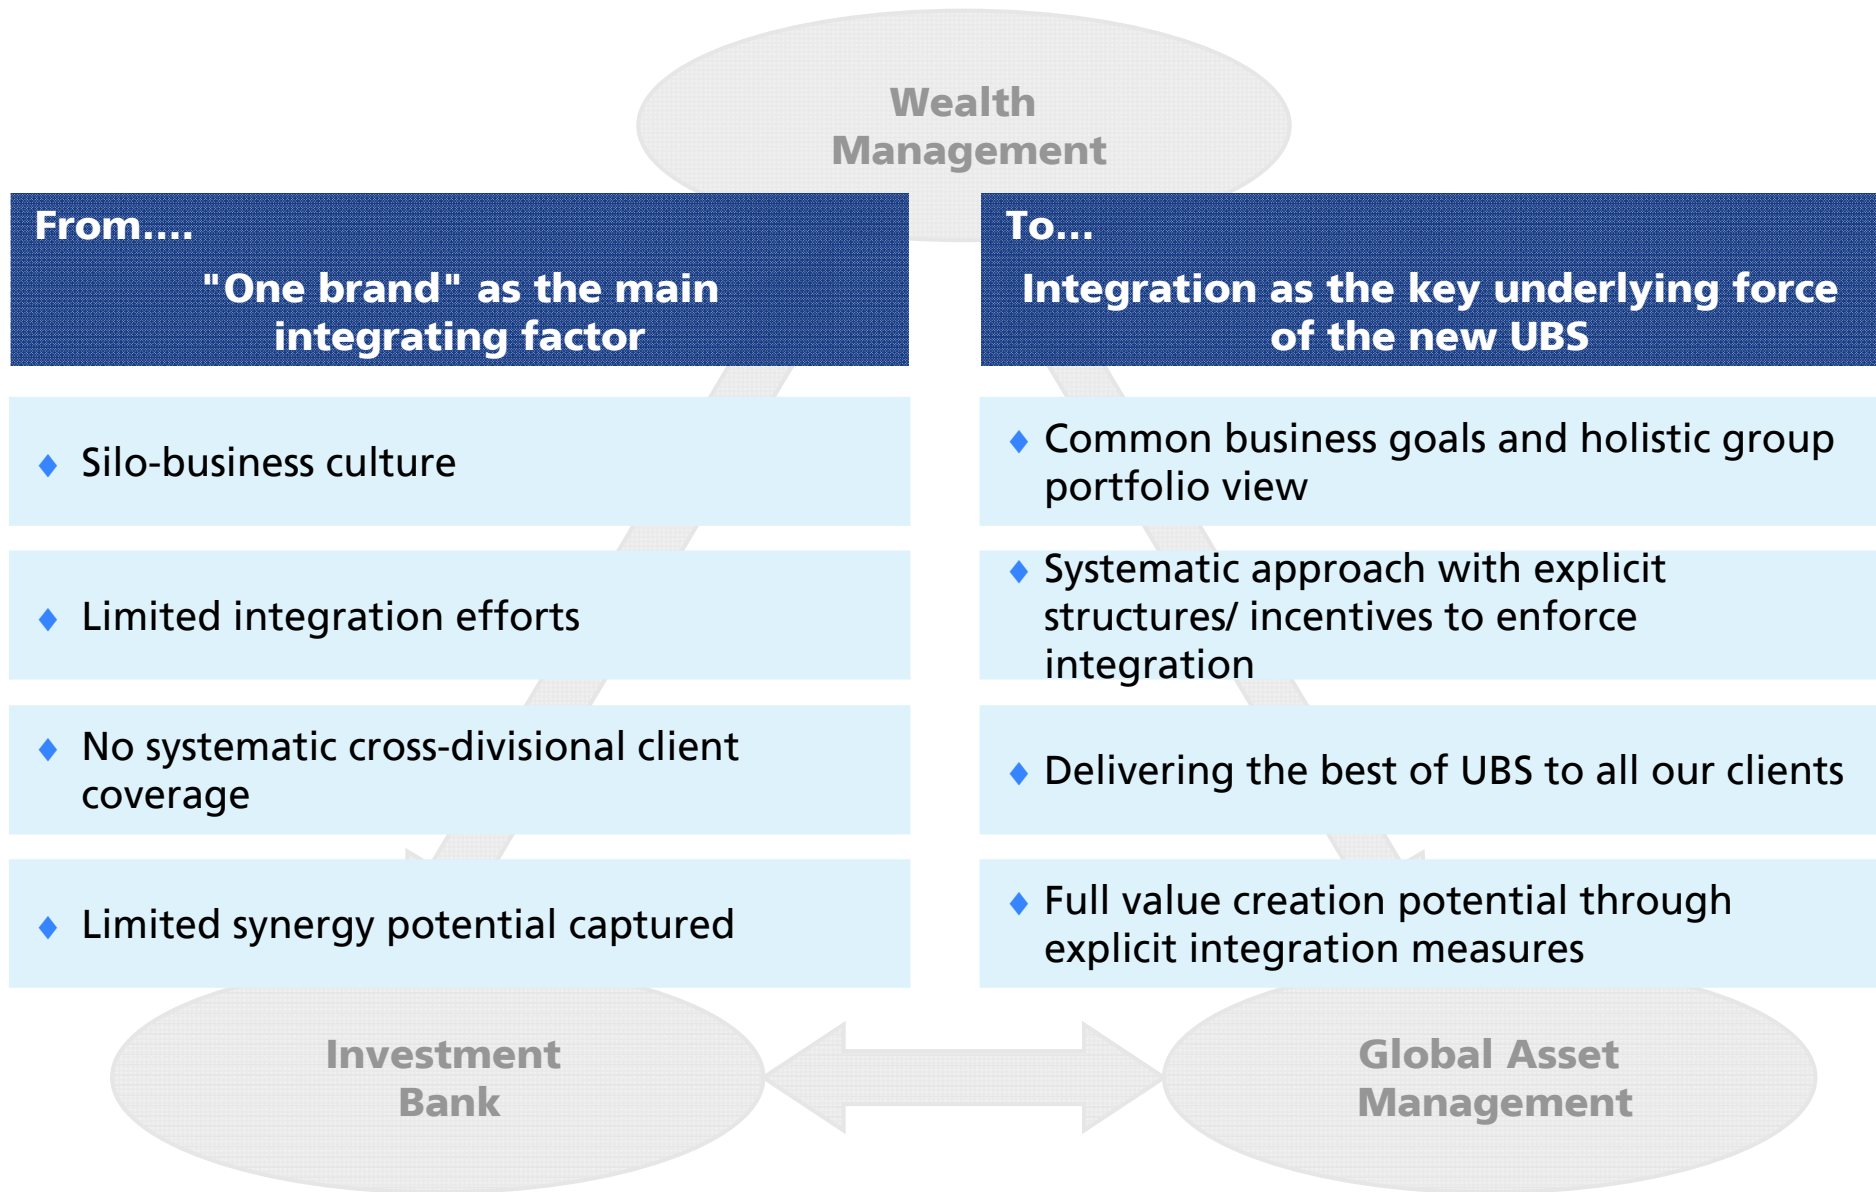 Wealth
Management
From....
"One brand" as the main
integrating factor
♦ Silo-business culture
♦ Limited integration efforts
♦ No systematic cross-divisional client
coverage
♦ Limited synergy potential captured
To...
Integration as the key underlying force
of the new UBS
♦ Common business goals and holistic group
portfolio view
♦ Systematic approach with explicit
structures/ incentives to enforce
integration
♦ Delivering the best of UBS to all our clients
♦ Full value creation potential through
explicit integration measures
Investment
Bank
Global Asset
Management